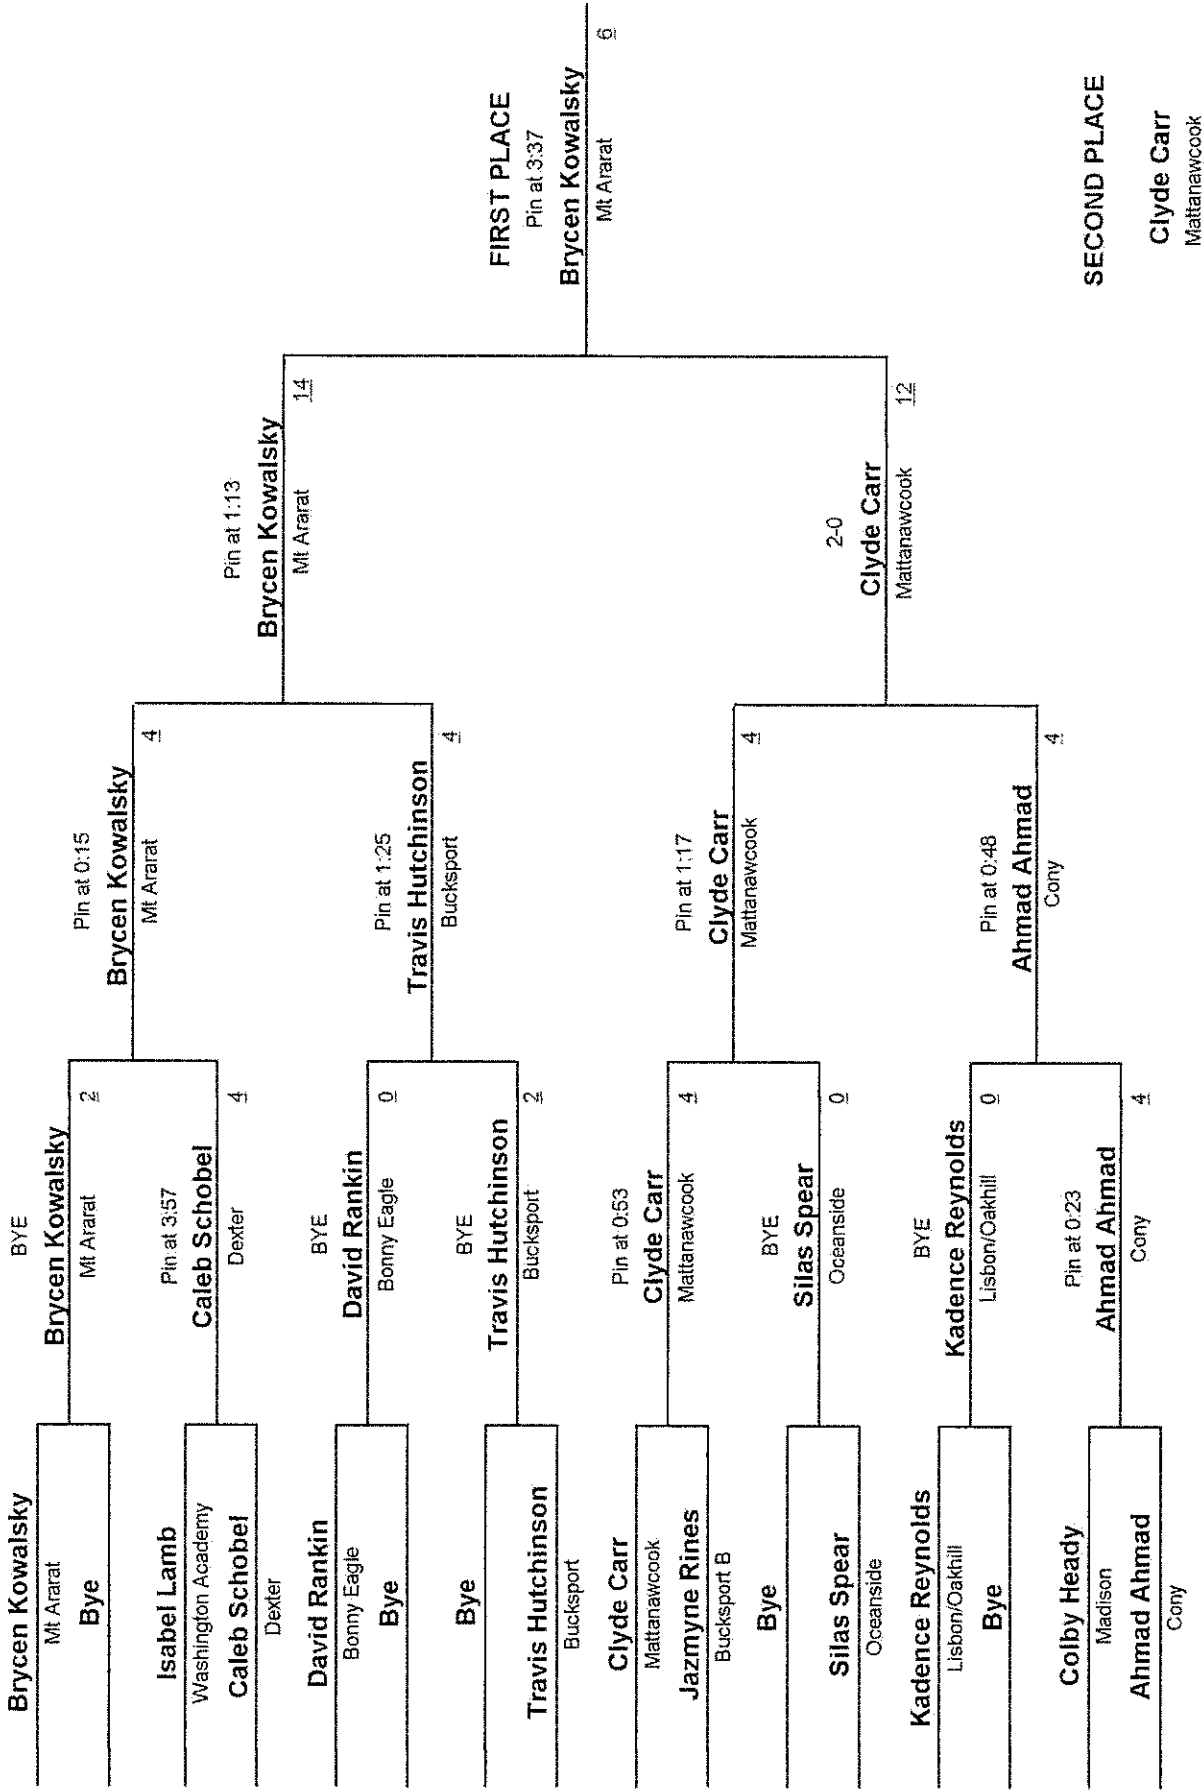 Brycen Kowalsky
Mt Ararat
Bye
Isabel Lamb
Washington Academy
Caleb Schobel
Dexter
David Rankin
Bonny Eagle
Bye
Bye
Travis Hutchinson
Bucksport
Clyde Carr
Mattanawcook
Jazmyne Rines
Bucksport B
Bye
Silas Spear
Oceanside
Kadence Reynolds
Lisbon/Oakhill
Bye
Colby Heady
Madison
Ahmad Ahmad
Cony
BYE
Brycen Kowalsky
Mt Ararat
2
Pin at 3:57
Caleb Schobel
Dexter
4
BYE
David Rankin
Bonny Eagle
0
BYE
Travis Hutchinson
Bucksport
2
Pin at 0:53
Clyde Carr
Mattanawcook
4
BYE
Silas Spear
Oceanside
0
BYE
Kadence Reynolds
Lisbon/Oakhill
0
Pin at 0:23
Ahmad Ahmad
Cony
4
Pin at 0:15
Brycen Kowalsky
Mt Ararat
4
Pin at 1:25
Travis Hutchinson
Bucksport
4
Pin at 1:17
Clyde Carr
Mattanawcook
4
Pin at 0:48
Ahmad Ahmad
Cony
4
Pin at 1:13
Brycen Kowalsky
Mt Ararat
14
2-0
Clyde Carr
Mattanawcook
12
FIRST PLACE
Pin at 3:37
Brycen Kowalsky
Mt Ararat
6
SECOND PLACE
Clyde Carr
Mattanawcook